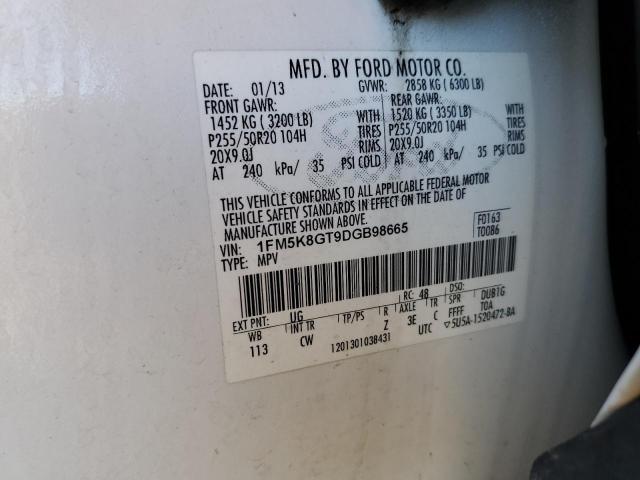 MFD. BY FORD MOTOR CO.
DATE: 01/13 GVWR: 2858 KG ( 6300 LB)
FRONT GAWR: REAR GAWR:
1452 KG ( 3200 LB) WITH 1520 KG ( 3350 LB) WITH
P255/50R20 104H TIRES P255/50R20 104H TIRES
20X9.0J RIMS 20X9.0J RIMS
AT 240 kPa/ 35 PSI COLD AT 240 kPa/ 35 PSI COLD
Ford
THIS VEHICLE CONFORMS TO ALL APPLICABLE FEDERAL MOTOR
VEHICLE SAFETY STANDARDS IN EFFECT ON THE DATE OF
MANUFACTURE SHOWN ABOVE.
VIN: 1FM5K8GT9DGB98665 F0163
TYPE: MPV T0086
EXT PNT: UG RC: 48 DSO:
WB INT TR TP/PS R AXLE TR SPR DUB1G
113 CW Z 3E C FFFF TOA
1201301038431 UTC ▽5U5A-1520472-BA